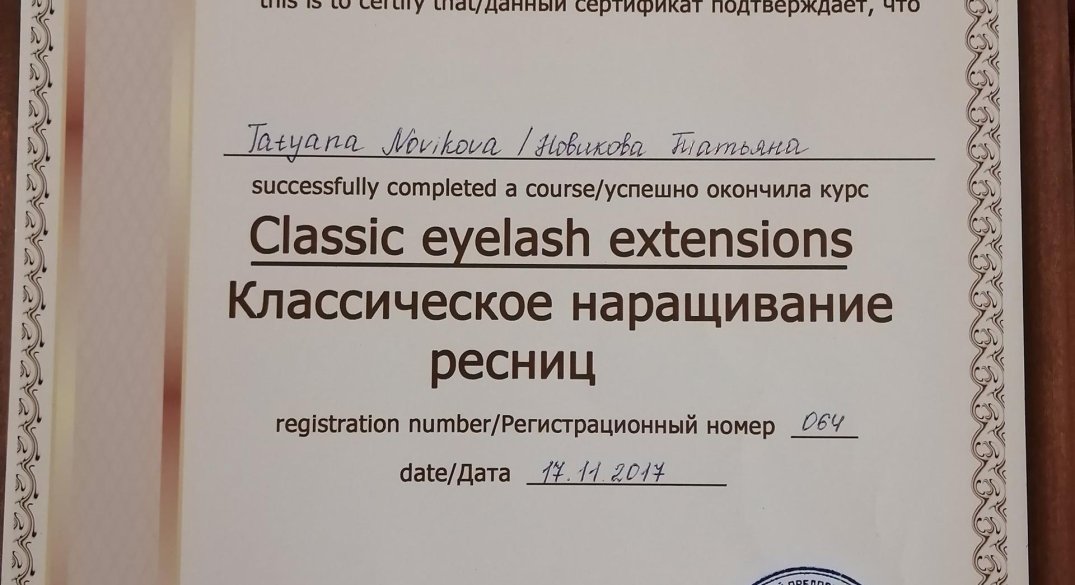 this is to certify that/данный сертификат подтверждает, что
Tatyana Novikova / Новикова Татьяна
successfully completed a course/успешно окончила курс
Classic eyelash extensions
Классическое наращивание
ресниц
registration number/Регистрационный номер 064
date/Дата 17.11.2017